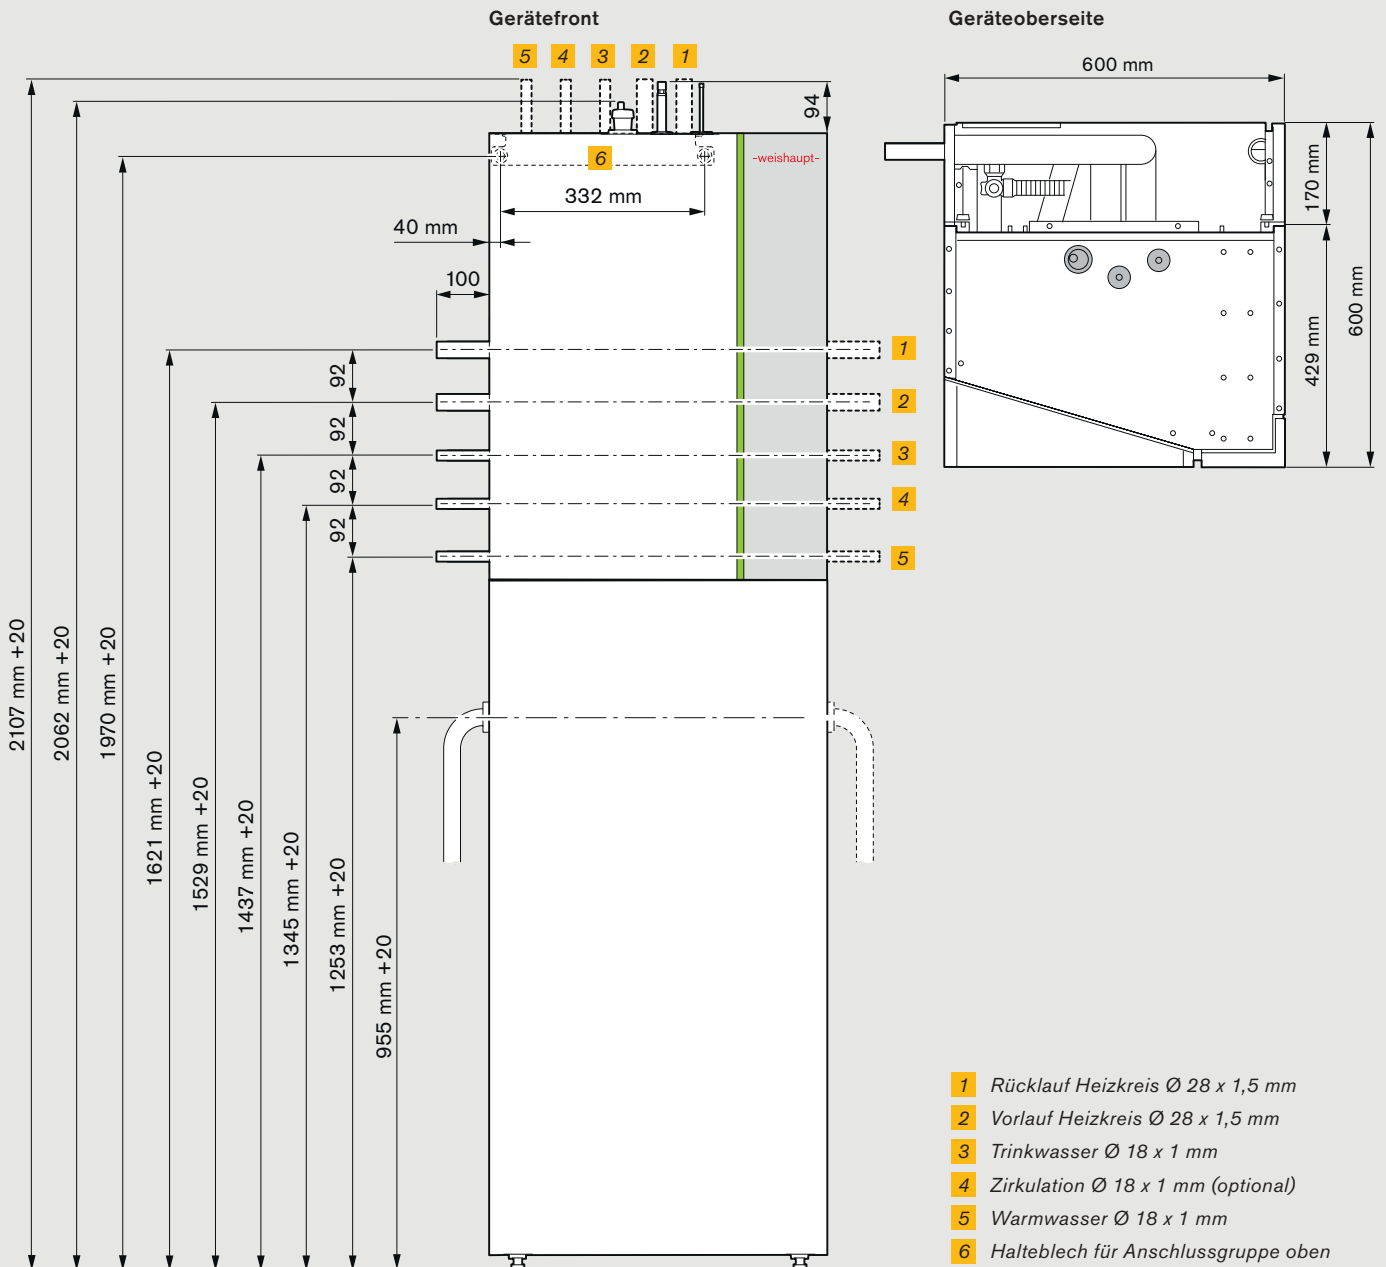 Gerätefront
Geräteoberseite
5 4 3 2 1
600 mm
94
-weishaupt-
6
332 mm
170 mm
40 mm
100
600 mm
429 mm
1
92
2
92
3
92
4
92
5
2107 mm +20
2062 mm +20
1970 mm +20
1621 mm +20
1529 mm +20
1437 mm +20
1345 mm +20
1253 mm +20
955 mm +20
1 Rücklauf Heizkreis Ø 28 x 1,5 mm
2 Vorlauf Heizkreis Ø 28 x 1,5 mm
3 Trinkwasser Ø 18 x 1 mm
4 Zirkulation Ø 18 x 1 mm (optional)
5 Warmwasser Ø 18 x 1 mm
6 Halteblech für Anschlussgruppe oben